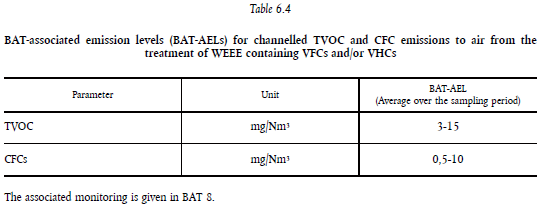 Table 6.4
BAT-associated emission levels (BAT-AELs) for channelled TVOC and CFC emissions to air from the
treatment of WEEE containing VFCs and/or VHCs
Parameter Unit BAT-AEL
(Average over the sampling period)
TVOC mg/Nm³ 3-15
CFCs mg/Nm³ 0,5-10
The associated monitoring is given in BAT 8.